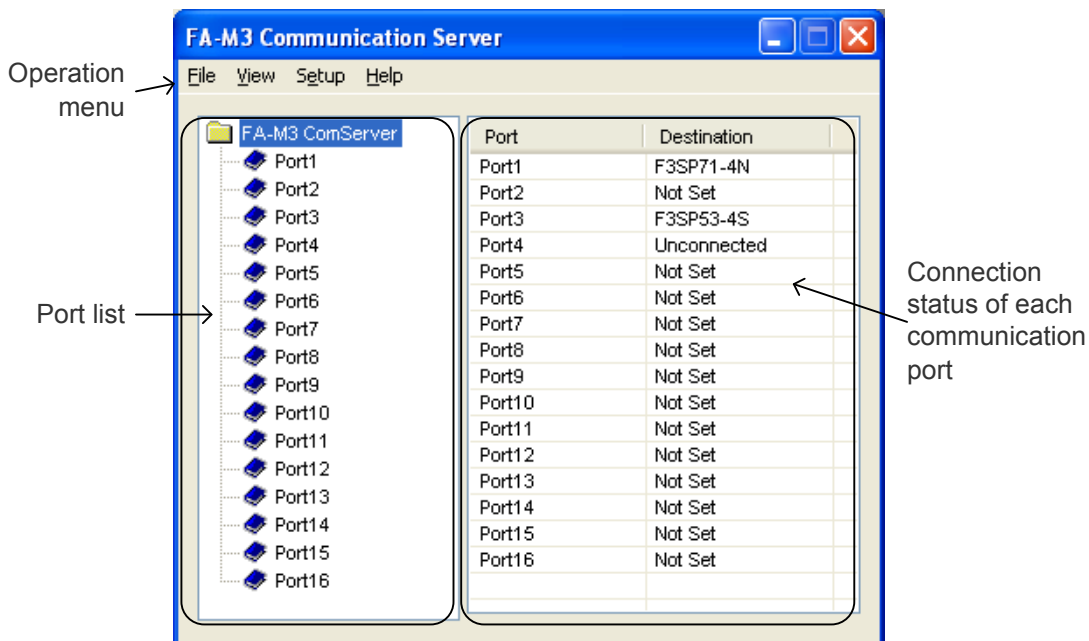 FA-M3 Communication Server
File View Setup Help
Operation
menu
FA-M3 ComServer
Port1
Port2
Port3
Port4
Port5
Port6
Port7
Port8
Port9
Port10
Port11
Port12
Port13
Port14
Port15
Port16
Port list
Port Destination
Port1 F3SP71-4N
Port2 Not Set
Port3 F3SP53-4S
Port4 Unconnected
Port5 Not Set
Port6 Not Set
Port7 Not Set
Port8 Not Set
Port9 Not Set
Port10 Not Set
Port11 Not Set
Port12 Not Set
Port13 Not Set
Port14 Not Set
Port15 Not Set
Port16 Not Set
Connection
status of each
communication
port